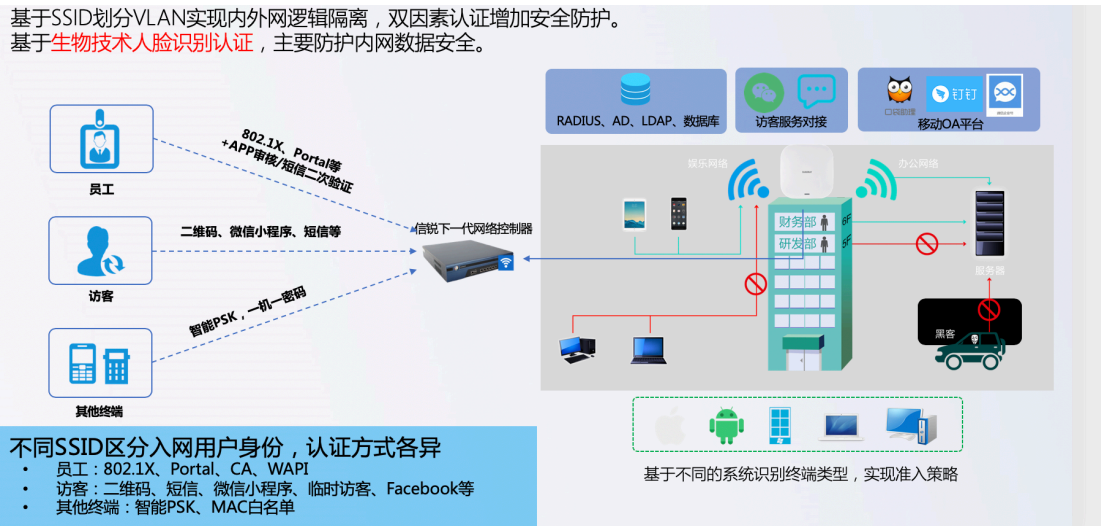 基于SSID划分VLAN实现内外网逻辑隔离，双因素认证增加安全防护。
基于生物技术人脸识别认证，主要防护内网数据安全。
员工
802.1X、Portal等
+APP审核/短信二次验证
访客
二维码、微信小程序、短信等
其他终端
智能PSK，一机一密码
信锐下一代网络控制器
RADIUS、AD、LDAP、数据库
访客服务对接
口袋助理
钉钉
移动OA平台
娱乐网络
办公网络
财务部
6F
研发部
5F
服务器
黑客
基于不同的系统识别终端类型，实现准入策略
不同SSID区分入网用户身份，认证方式各异
• 员工：802.1X、Portal、CA、WAPI
• 访客：二维码、短信、微信小程序、临时访客、Facebook等
• 其他终端：智能PSK、MAC白名单